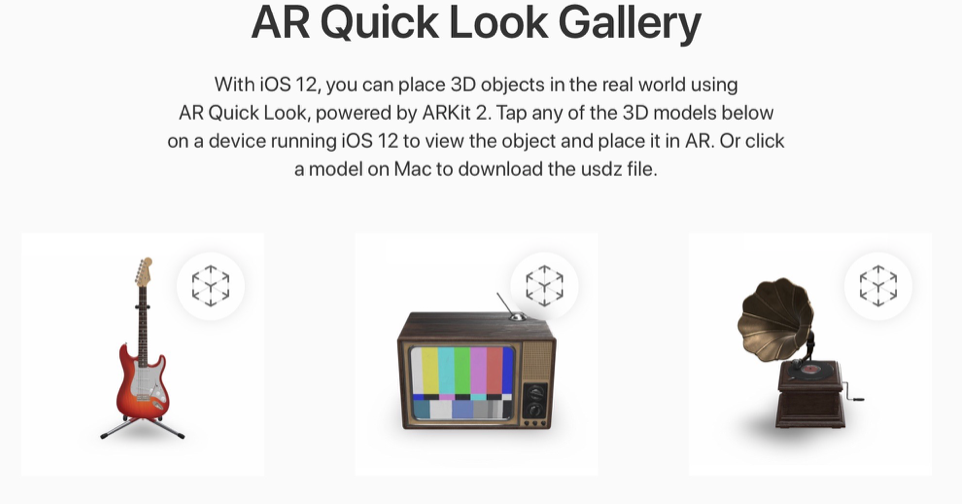 AR Quick Look Gallery
With iOS 12, you can place 3D objects in the real world using
AR Quick Look, powered by ARKit 2. Tap any of the 3D models below
on a device running iOS 12 to view the object and place it in AR. Or click
a model on Mac to download the usdz file.